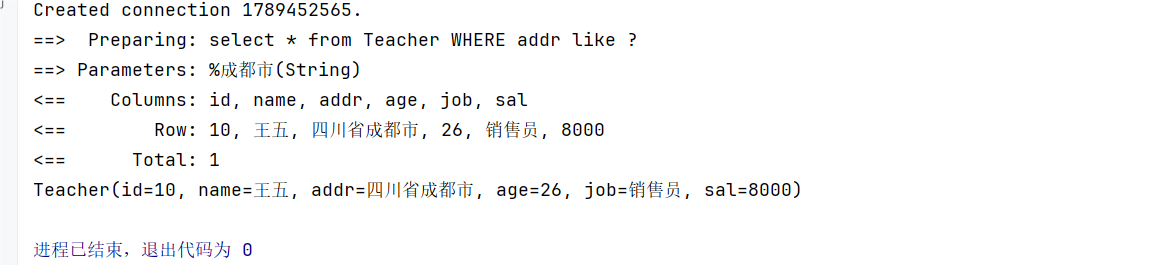 Created connection 1789452565.
==>  Preparing: select * from Teacher WHERE addr like ?
==> Parameters: %成都市(String)
<==    Columns: id, name, addr, age, job, sal
<==        Row: 10, 王五, 四川省成都市, 26, 销售员, 8000
<==      Total: 1
Teacher(id=10, name=王五, addr=四川省成都市, age=26, job=销售员, sal=8000)
进程已结束，退出代码为 0